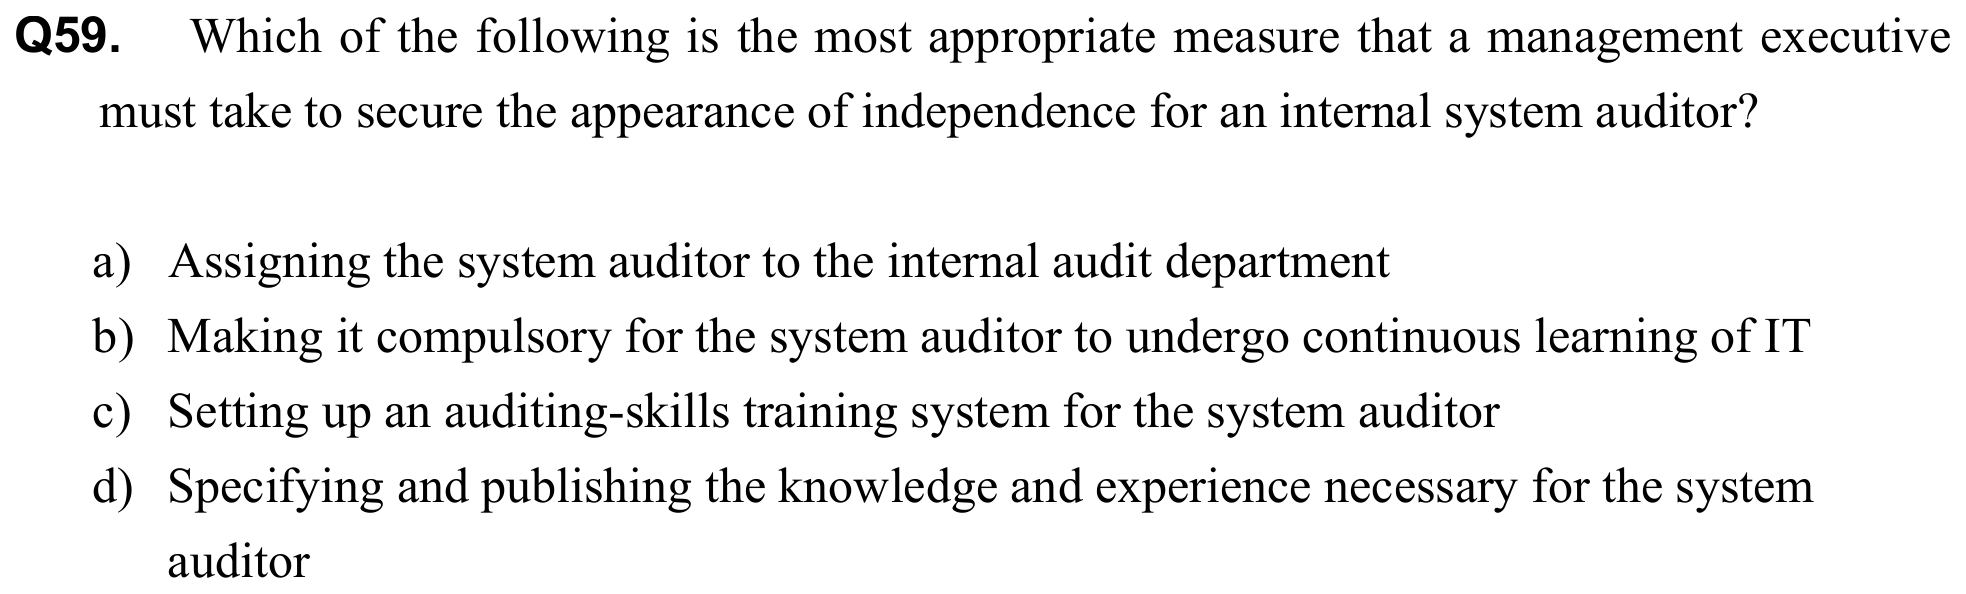 Q59. Which of the following is the most appropriate measure that a management executive
must take to secure the appearance of independence for an internal system auditor?
a) Assigning the system auditor to the internal audit department
b) Making it compulsory for the system auditor to undergo continuous learning of IT
c) Setting up an auditing-skills training system for the system auditor
d) Specifying and publishing the knowledge and experience necessary for the system
auditor